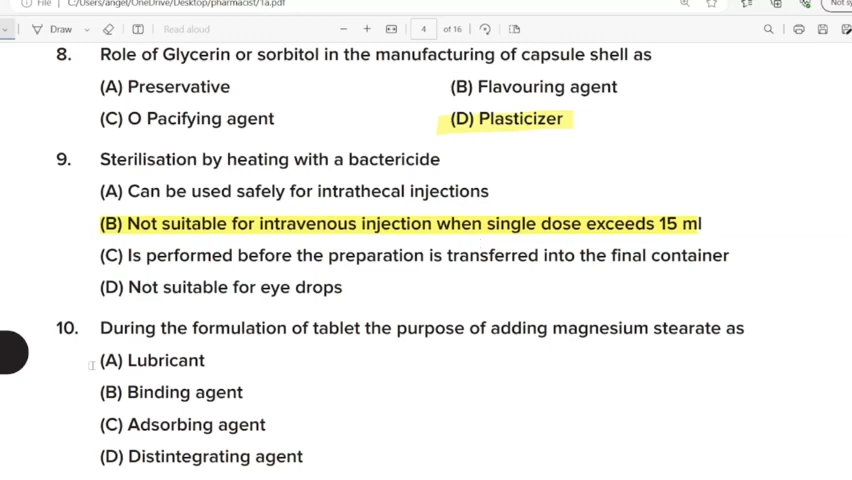 File
C:/Users/angel/OneDrive/Desktop/pharmacist/1a.pdf
Draw
Read aloud
4 of 16
8. Role of Glycerin or sorbitol in the manufacturing of capsule shell as
(A) Preservative (B) Flavouring agent
(C) O Pacifying agent (D) Plasticizer
9. Sterilisation by heating with a bactericide
(A) Can be used safely for intrathecal injections
(B) Not suitable for intravenous injection when single dose exceeds 15 ml
(C) Is performed before the preparation is transferred into the final container
(D) Not suitable for eye drops
10. During the formulation of tablet the purpose of adding magnesium stearate as
(A) Lubricant
(B) Binding agent
(C) Adsorbing agent
(D) Distintegrating agent